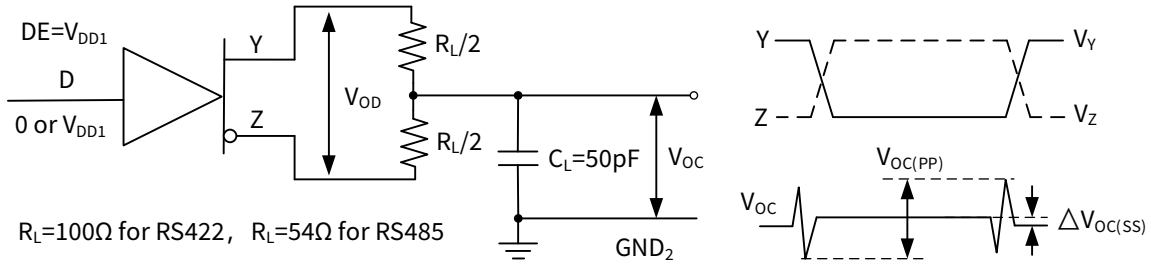 DE=VDD1
D
0 or VDD1
Y
Z
VOD
RL/2
RL/2
CL=50pF
VOC
GND2
RL=100Ω for RS422, RL=54Ω for RS485
Y
VY
Z
VZ
VOC(PP)
VOC
△VOC(SS)